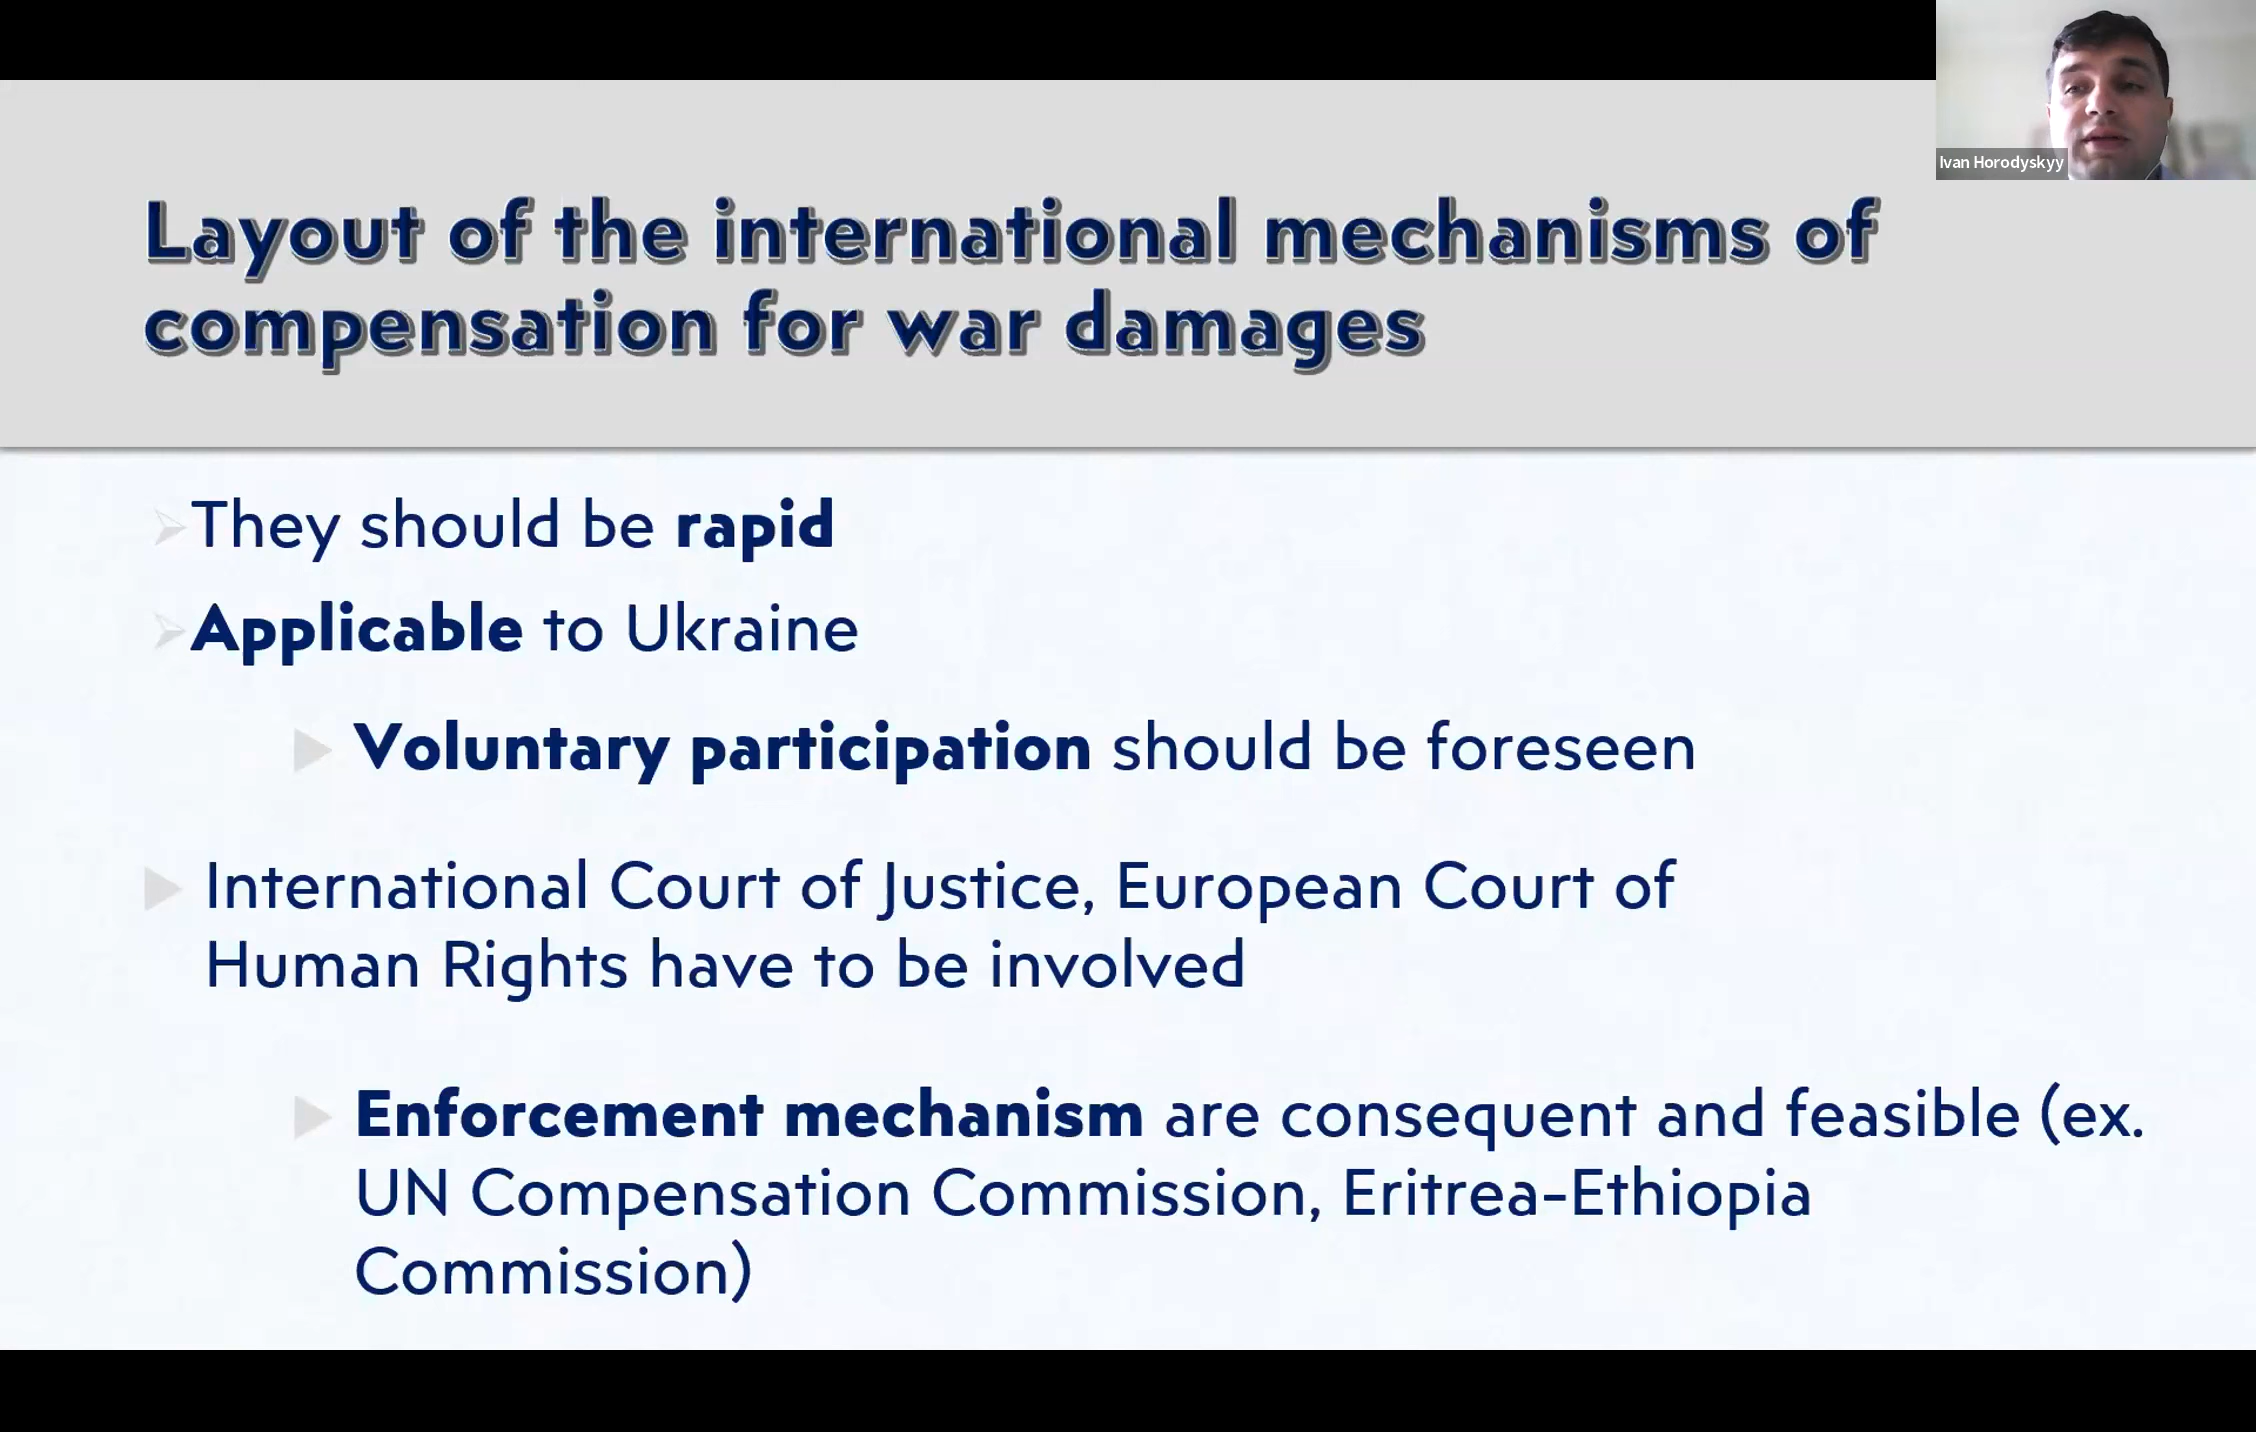 Ivan Horodyskyy
Layout of the international mechanisms of
compensation for war damages
They should be rapid
Applicable to Ukraine
Voluntary participation should be foreseen
International Court of Justice, European Court of
Human Rights have to be involved
Enforcement mechanism are consequent and feasible (ex.
UN Compensation Commission, Eritrea-Ethiopia
Commission)